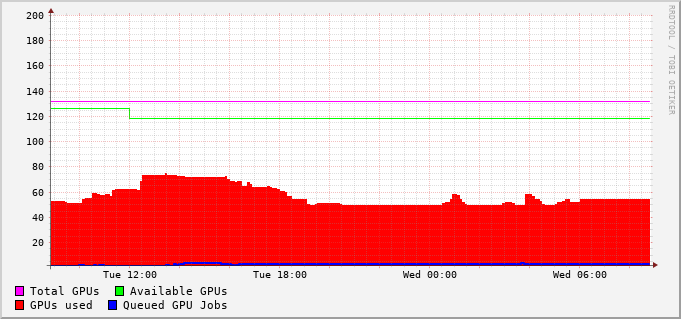 200
180
160
140
120
100
80
60
40
20
Tue 12:00 Tue 18:00 Wed 00:00 Wed 06:00
Total GPUs Available GPUs
GPUs used Queued GPU Jobs
RRDTOOL / TOBI OETIKER